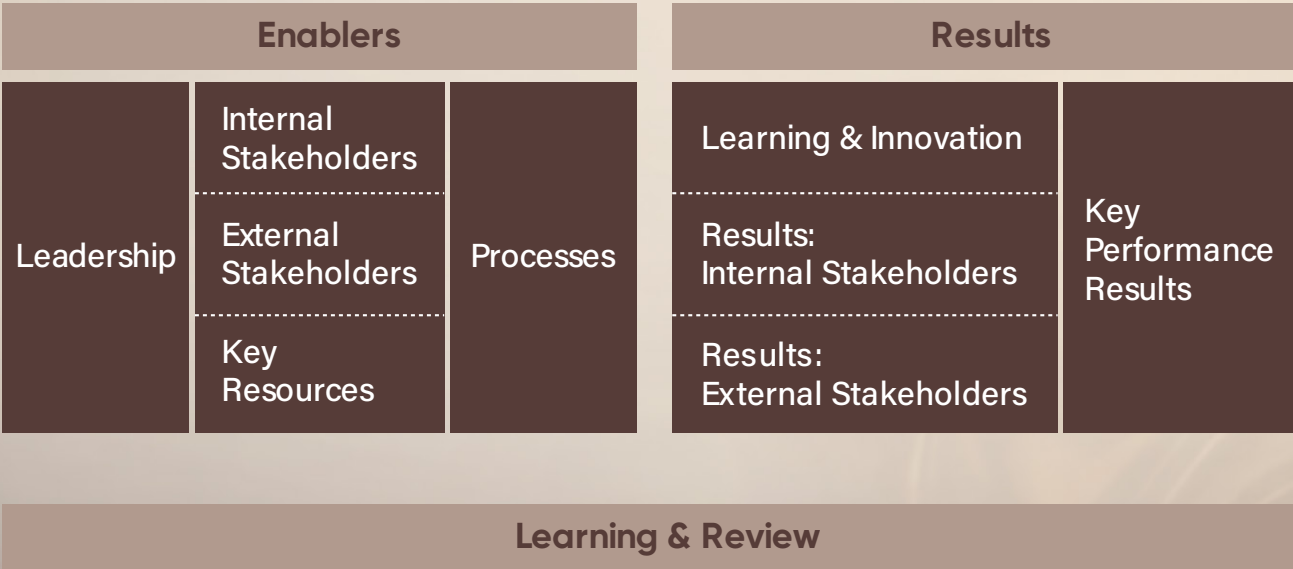 Enablers
Results
Leadership
Internal
Stakeholders
External
Stakeholders
Key
Resources
Processes
Learning & Innovation
Results:
Internal Stakeholders
Results:
External Stakeholders
Key
Performance
Results
Learning & Review